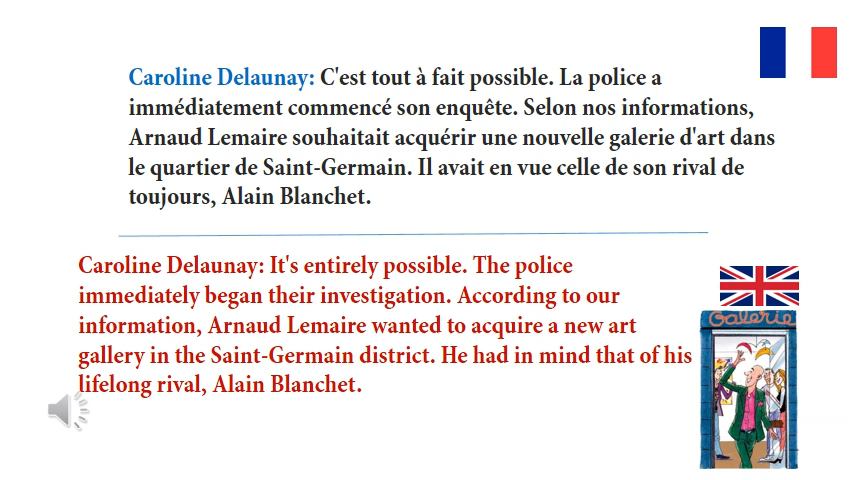 Caroline Delaunay: C'est tout à fait possible. La police a
immédiatement commencé son enquête. Selon nos informations,
Arnaud Lemaire souhaitait acquérir une nouvelle galerie d'art dans
le quartier de Saint-Germain. Il avait en vue celle de son rival de
toujours, Alain Blanchet.
Caroline Delaunay: It's entirely possible. The police
immediately began their investigation. According to our
information, Arnaud Lemaire wanted to acquire a new art
gallery in the Saint-Germain district. He had in mind that of his
lifelong rival, Alain Blanchet.
Galerie